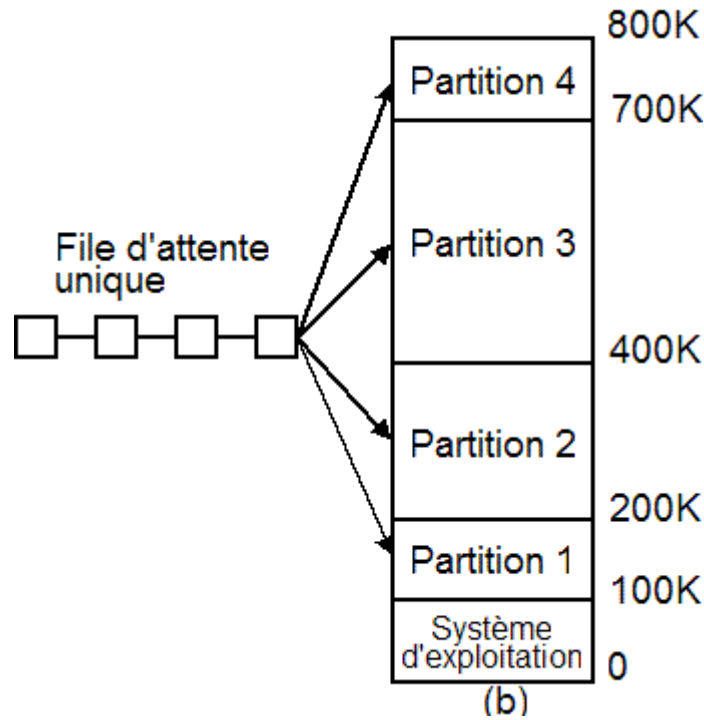 800K
Partition 4
700K
File d'attente
unique
Partition 3
400K
Partition 2
200K
Partition 1
100K
Système
d'exploitation
0
(b)